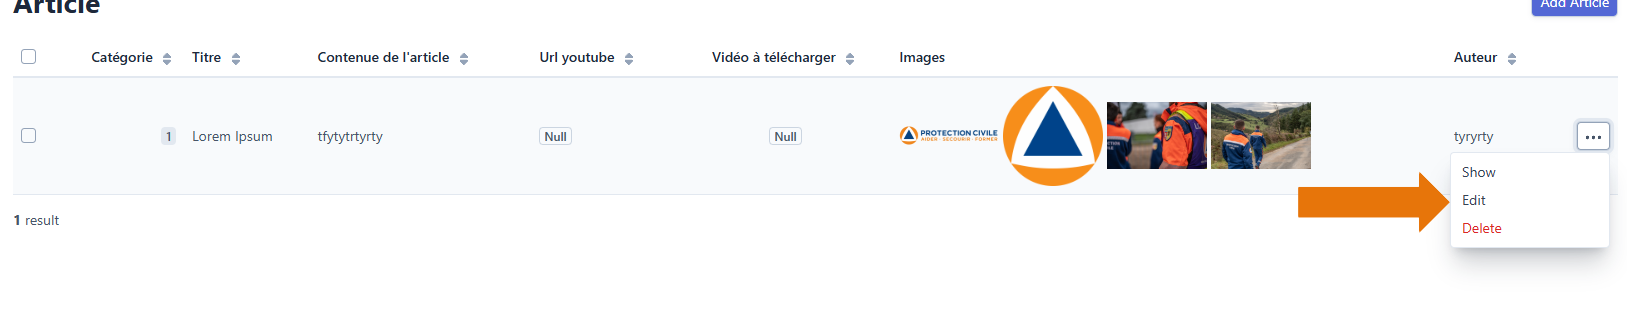 Article
Add Article
Catégorie Titre Contenue de l'article Url youtube Vidéo à télécharger Images Auteur
1 Lorem Ipsum tfytytrtyrty Null Null PROTECTION CIVILE tyryrty ...
AIDER - SECOURIR - FORMER
Show
Edit
Delete
1 result